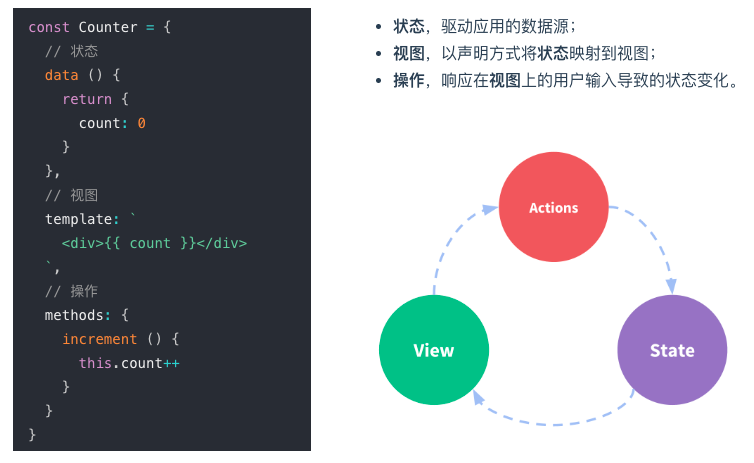 const Counter = {
  // 状态
  data () {
    return {
      count: 0
    }
  },
  // 视图
  template: `
    <div>{{ count }}</div>
  `,
  // 操作
  methods: {
    increment () {
      this.count++
    }
  }
}
• 状态，驱动应用的数据源；
• 视图，以声明方式将状态映射到视图；
• 操作，响应在视图上的用户输入导致的状态变化。
Actions
View
State